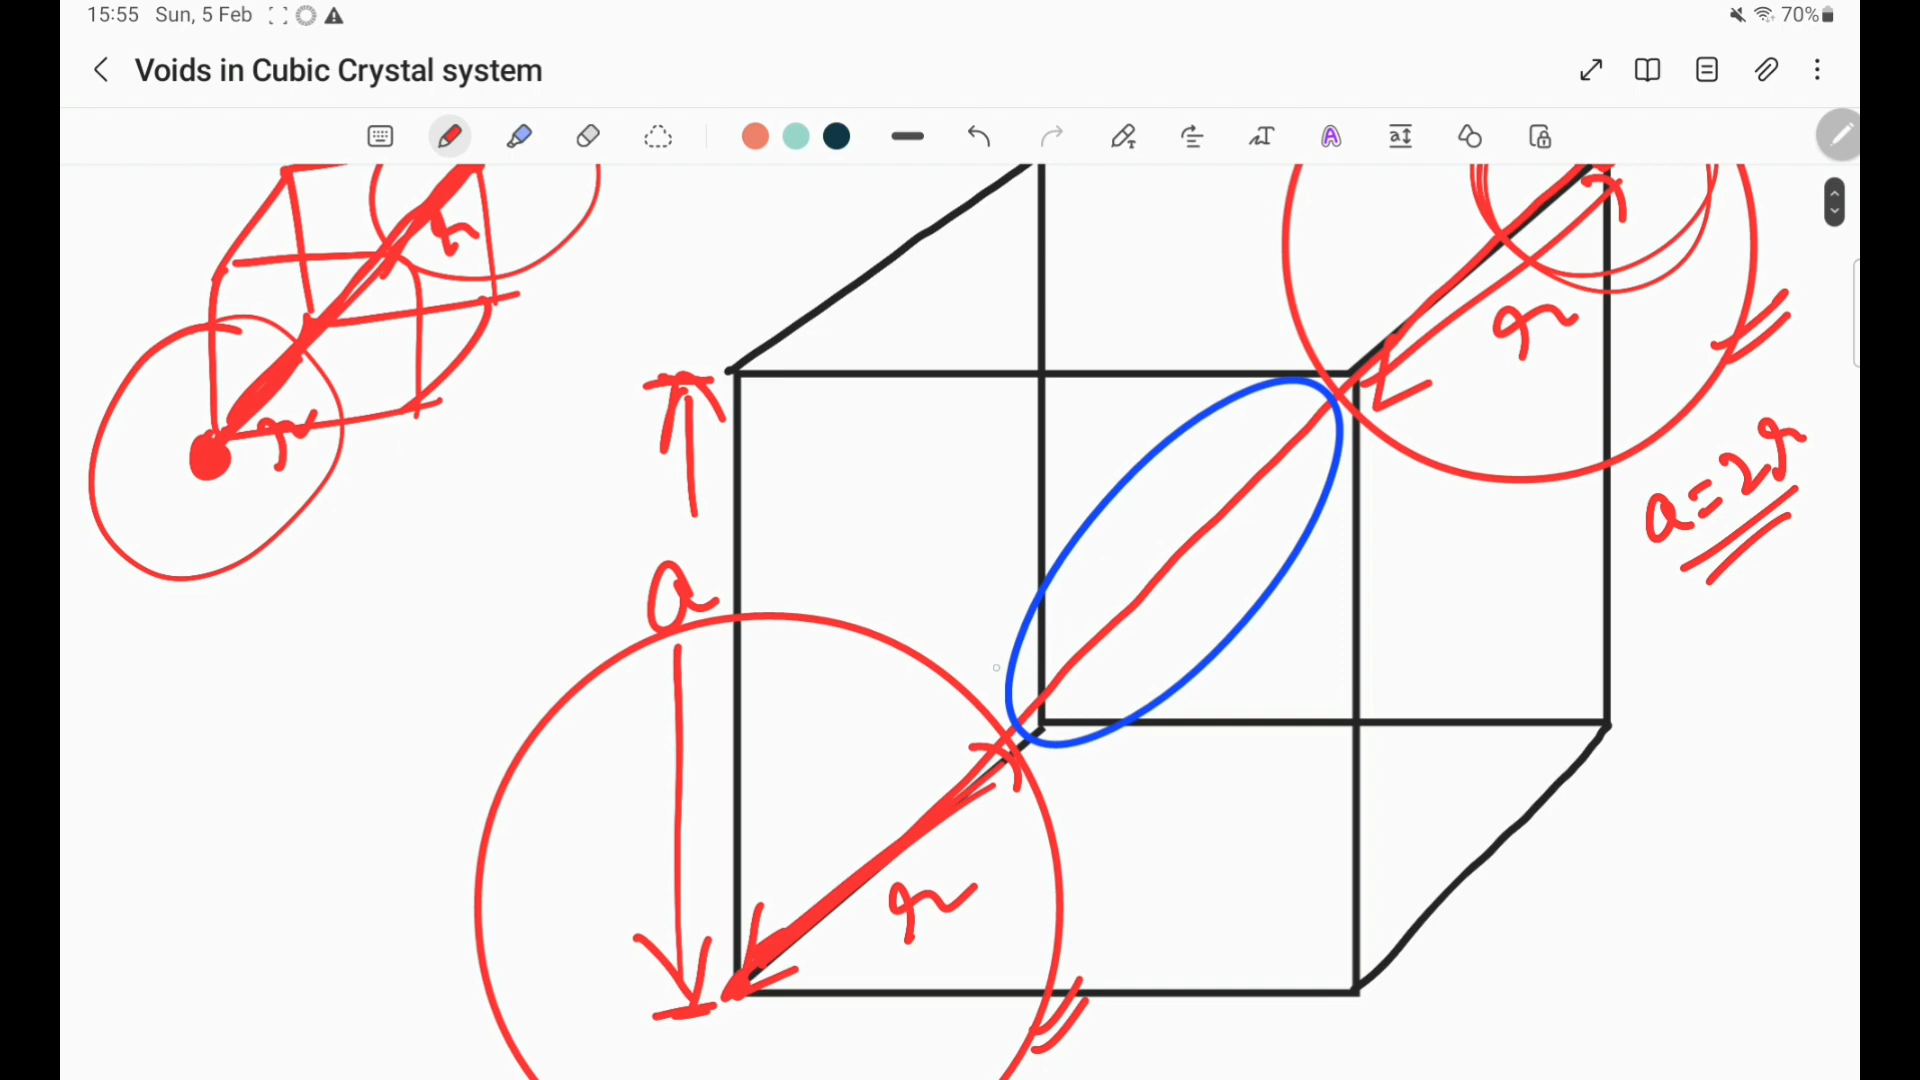 15:55 Sun, 5 Feb 70%
Voids in Cubic Crystal system
r
r
r
a = 2r
a
r